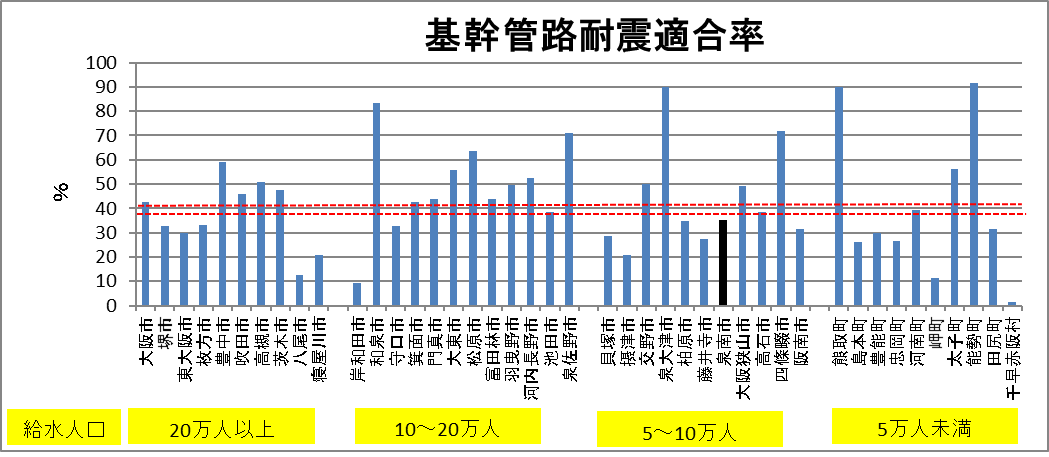 基幹管路耐震適合率
%
100
90
80
70
60
50
40
30
20
10
0
大阪市
堺市
東大阪市
枚方市
豊中市
吹田市
高槻市
茨木市
八尾市
寝屋川市
岸和田市
和泉市
守口市
箕面市
門真市
大東市
松原市
富田林市
羽曳野市
河内長野市
池田市
泉佐野市
貝塚市
摂津市
交野市
泉大津市
柏原市
藤井寺市
泉南市
大阪狭山市
高石市
四條畷市
阪南市
熊取町
島本町
豊能町
忠岡町
河南町
岬町
太子町
能勢町
田尻町
千早赤阪村
給水人口
20万人以上
10～20万人
5～10万人
5万人未満